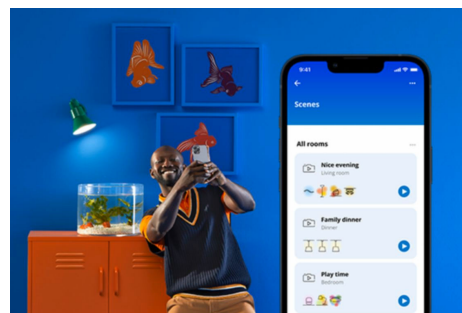 9:41
Scenes
All rooms
Nice evening
Living room
Family dinner
Dinner
Play time
Bedroom